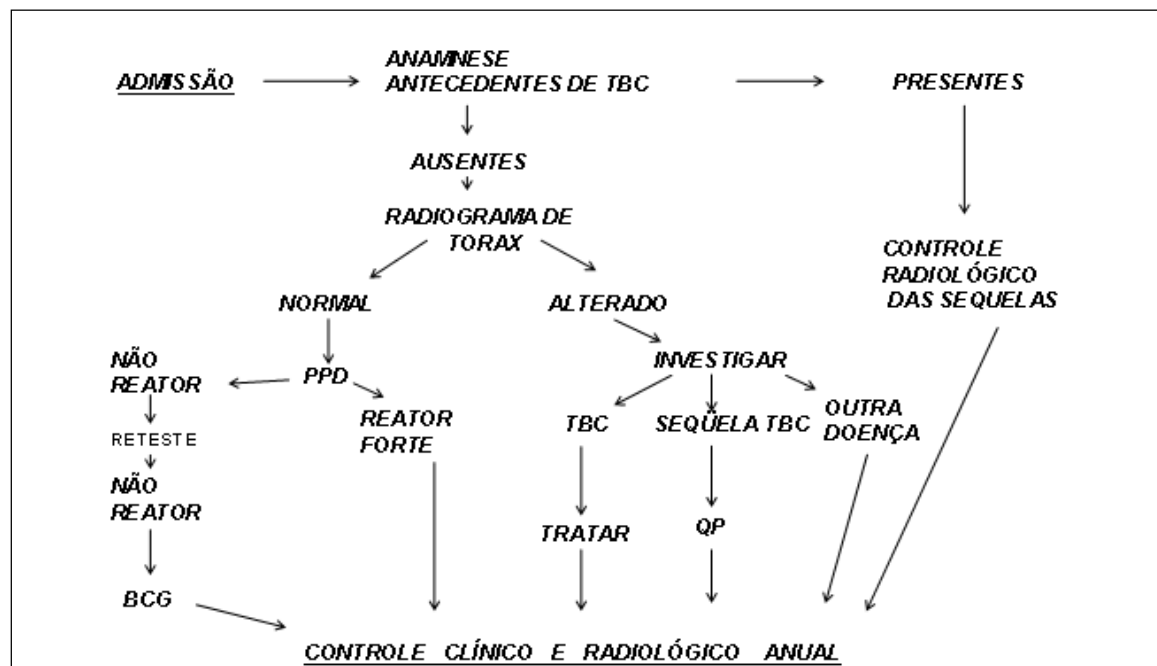 ADMISSÃO
ANAMNESE
ANTECEDENTES DE TBC
PRESENTES
AUSENTES
RADIOGRAMA DE
TORAX
CONTROLE
RADIOLÓGICO
DAS SEQUELAS
NORMAL
ALTERADO
INVESTIGAR
NÃO
REATOR
PPD
REATOR
FORTE
TBC
SEQÜELA TBC
OUTRA
DOENÇA
RETESTE
NÃO
REATOR
TRATAR
QP
BCG
CONTROLE CLÍNICO E RADIOLÓGICO ANUAL